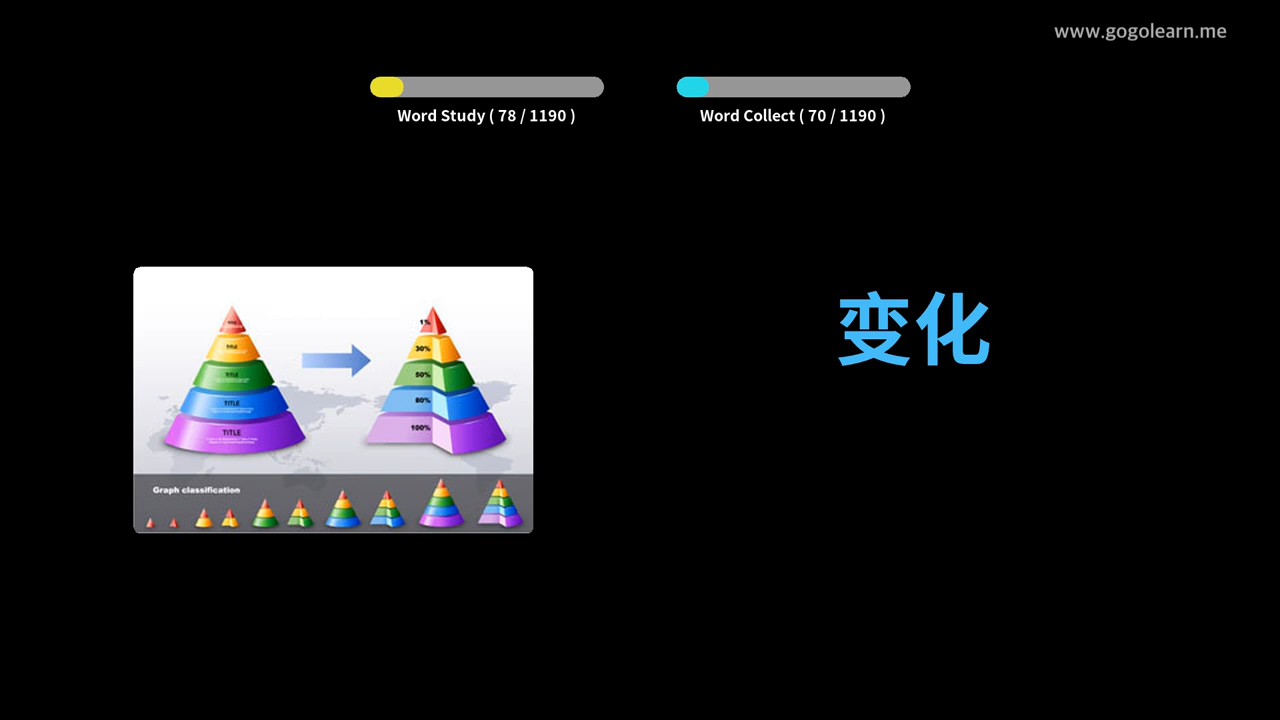 www.gogolearn.me
Word Study ( 78 / 1190 )
Word Collect ( 70 / 1190 )
变化
TITLE
TITLE
TITLE
TITLE
1%
30%
50%
80%
100%
Graph classification